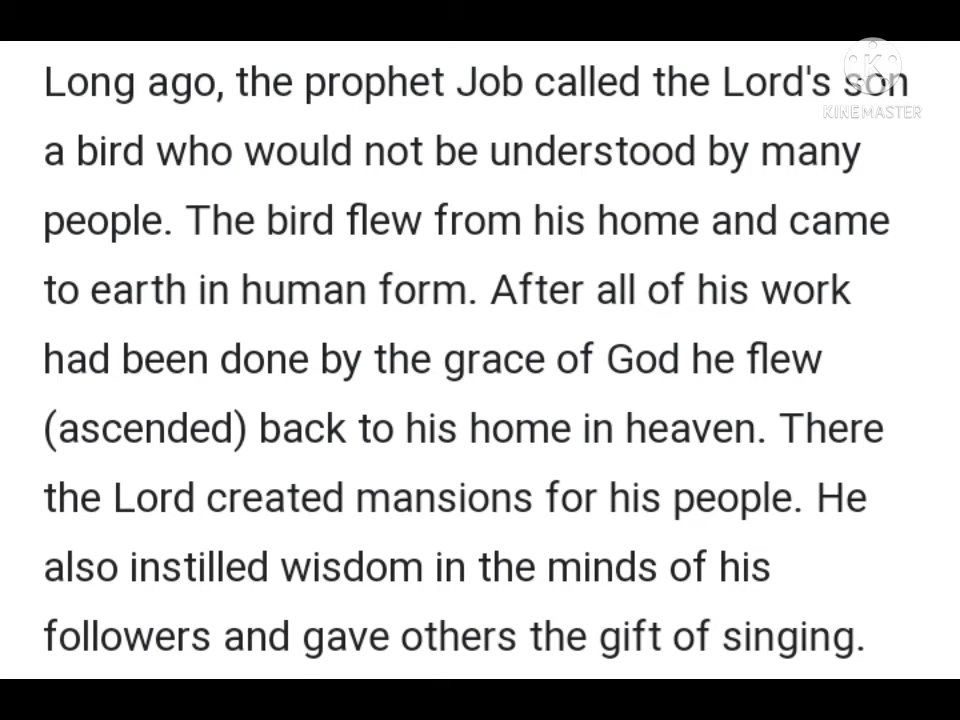 Long ago, the prophet Job called the Lord's son
a bird who would not be understood by many
people. The bird flew from his home and came
to earth in human form. After all of his work
had been done by the grace of God he flew
(ascended) back to his home in heaven. There
the Lord created mansions for his people. He
also instilled wisdom in the minds of his
followers and gave others the gift of singing.
K
KINEMASTER